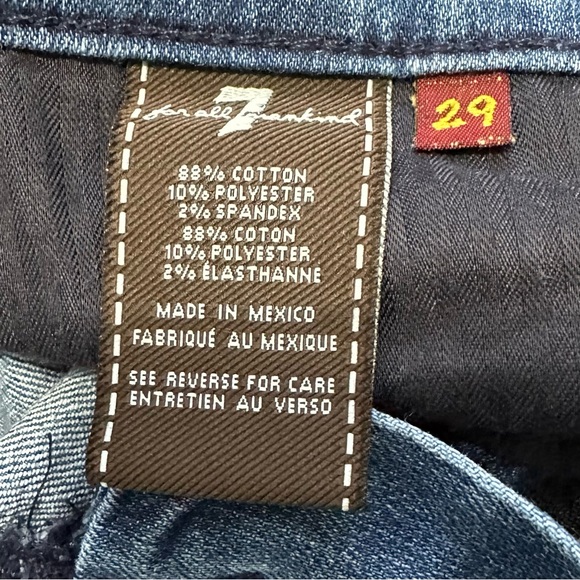 for all 7 mankind
29
88% COTTON
10% POLYESTER
2% SPANDEX
88% COTON
10% POLYESTER
2% ÉLASTHANNE
MADE IN MEXICO
FABRIQUÉ AU MEXIQUE
SEE REVERSE FOR CARE
ENTRETIEN AU VERSO